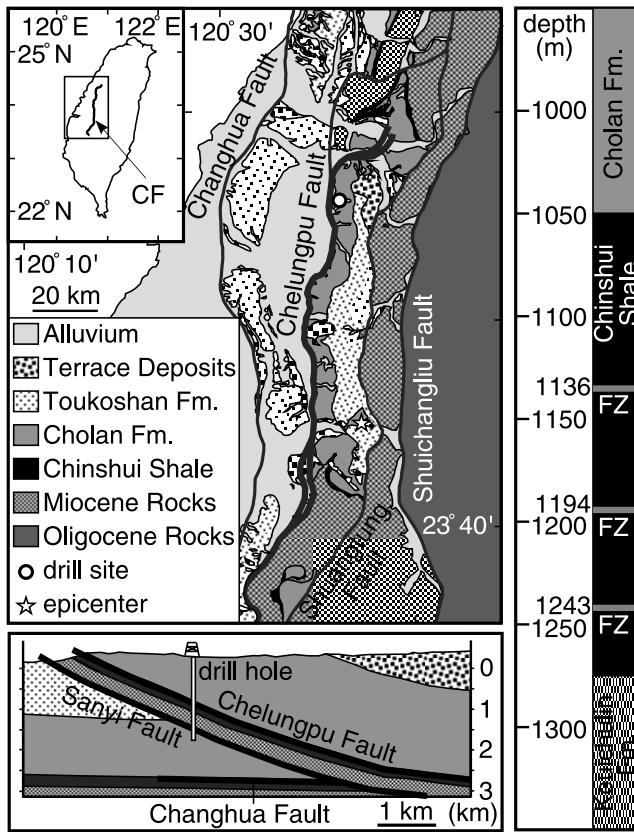 120°E 122°E
25°N
22°N
CF
120°30'
120°10'
20 km
Changhua Fault
Chelungpu Fault
Shuichangliu Fault
Fault
23°40'
Alluvium
Terrace Deposits
Toukoshan Fm.
Cholan Fm.
Chinshui Shale
Miocene Rocks
Oligocene Rocks
drill site
epicenter
drill hole
Sanyi Fault
Chelungpu Fault
Changhua Fault
0
1
2
3 (km)
1 km
depth
(m)
1000
1050
1100
1136
1150
1194
1200
1243
1250
1300
Cholan Fm.
Chinshui
Shale
FZ
FZ
FZ
Fm.